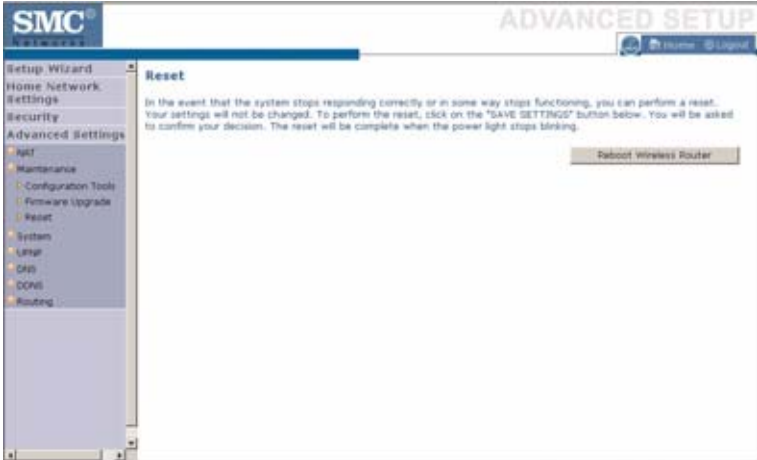 SMC®
Networks
ADVANCED SETUP
Home Logout
Setup Wizard
Home Network
Settings
Security
Advanced Settings
NAT
Maintenance
Configuration Tools
Firmware Upgrade
Reset
System
UPNP
DNS
DDNS
Routing
Reset
In the event that the system stops responding correctly or in some way stops functioning, you can perform a reset.
Your settings will not be changed. To perform the reset, click on the "SAVE SETTINGS" button below. You will be asked
to confirm your decision. The reset will be complete when the power light stops blinking.
Reboot Wireless Router